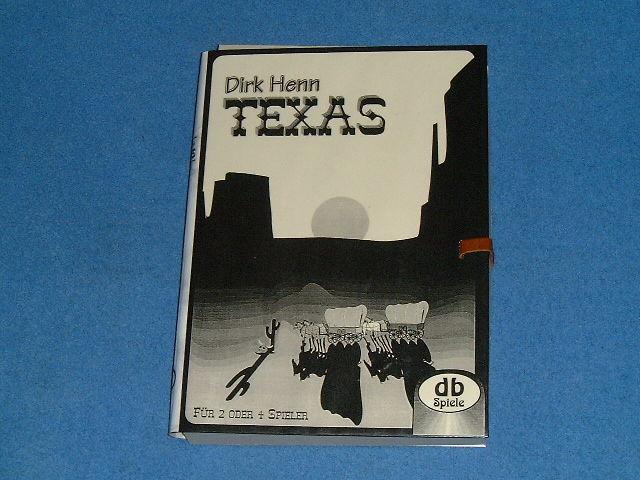 Dirk Henn
TEXAS
FÜR 2 ODER 4 SPIELER
db
Spiele